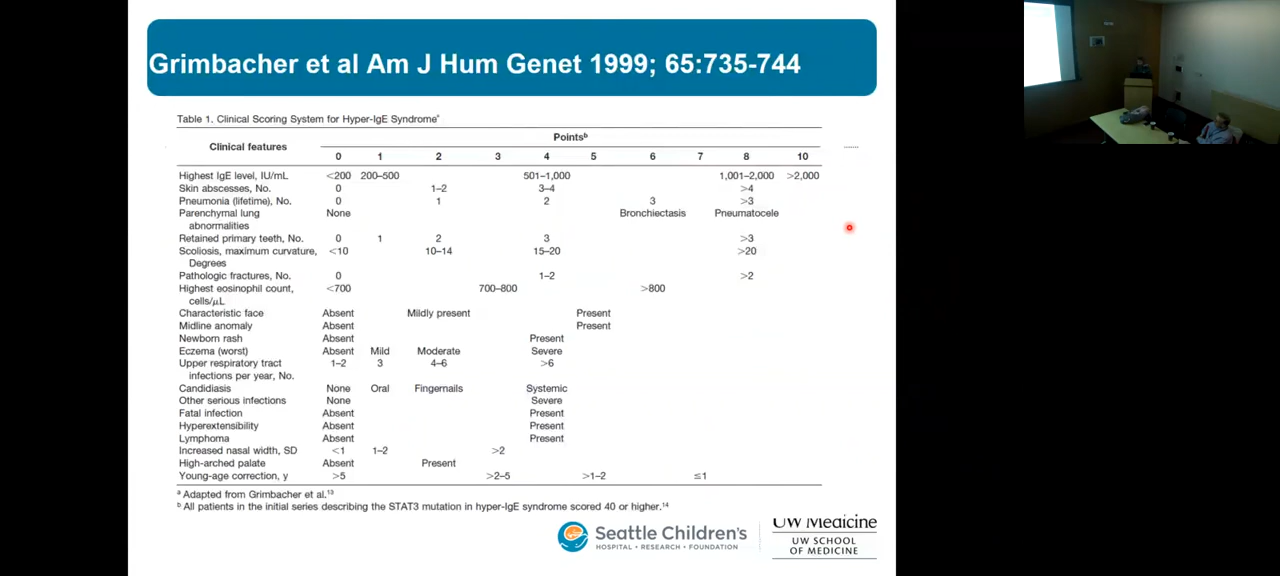 Grimbacher et al Am J Hum Genet 1999; 65:735-744
Table 1. Clinical Scoring System for Hyper-IgE Syndromeᵃ
Clinical features Pointsᵇ
0 1 2 3 4 5 6 7 8 10
Highest IgE level, IU/mL <200 200–500 501–1,000 1,001–2,000 >2,000
Skin abscesses, No. 0 1–2 3–4 >4
Pneumonia (lifetime), No. 0 1 2 3 >3
Parenchymal lung None Bronchiectasis Pneumatocele
abnormalities
Retained primary teeth, No. 0 1 2 3 >3
Scoliosis, maximum curvature, <10 10–14 15–20 >20
Degrees
Pathologic fractures, No. 0 1–2 >2
Highest eosinophil count, <700 700–800 >800
cells/μL
Characteristic face Absent Mildly present Present
Midline anomaly Absent Present
Newborn rash Absent Present
Eczema (worst) Absent Mild Moderate Severe
Upper respiratory tract 1–2 3 4–6 >6
infections per year, No.
Candidiasis None Oral Fingernails Systemic
Other serious infections None Severe
Fatal infection Absent Present
Hyperextensibility Absent Present
Lymphoma Absent Present
Increased nasal width, SD <1 1–2 >2
High-arched palate Absent Present
Young-age correction, y >5 >2–5 >1–2 ≤1
ᵃ Adapted from Grimbacher et al.¹³
ᵇ All patients in the initial series describing the STAT3 mutation in hyper-IgE syndrome scored 40 or higher.¹⁴
Seattle Children's
HOSPITAL • RESEARCH • FOUNDATION
UW Medicine
UW SCHOOL
OF MEDICINE